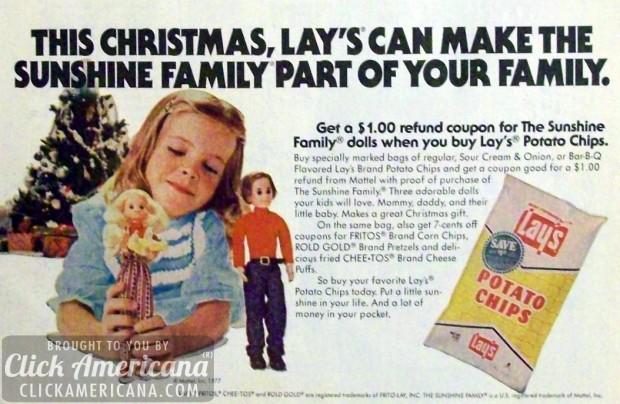 THIS CHRISTMAS, LAY'S® CAN MAKE THE
SUNSHINE FAMILY® PART OF YOUR FAMILY.
Get a $1.00 refund coupon for The Sunshine
Family® dolls when you buy Lay's® Potato Chips.
Buy specially marked bags of regular, Sour Cream & Onion, or Bar-B-Q
Flavored Lay's Brand Potato Chips and get a coupon good for a $1.00
refund from Mattel with proof of purchase of
The Sunshine Family.® Three adorable dolls
your kids will love. Mommy, daddy, and their
little baby. Makes a great Christmas gift.
On the same bag, also get 7-cents off
coupons for FRITOS® Brand Corn Chips,
ROLD GOLD® Brand Pretzels and deli-
cious fried CHEE-TOS® Brand Cheese
Puffs.
So buy your favorite Lay's®
Potato Chips today. Put a little sun-
shine in your life. And a lot of
money in your pocket.
Lay's
SAVE
POTATO
CHIPS
Lay's
BROUGHT TO YOU BY
Click Americana (R)
CLICKAMERICANA.COM
© Mattel, Inc. 1977
FRITOS,® CHEE-TOS® and ROLD GOLD® are registered trademarks of FRITO-LAY, INC. THE SUNSHINE FAMILY® is a U.S. registered trademark of Mattel, Inc.